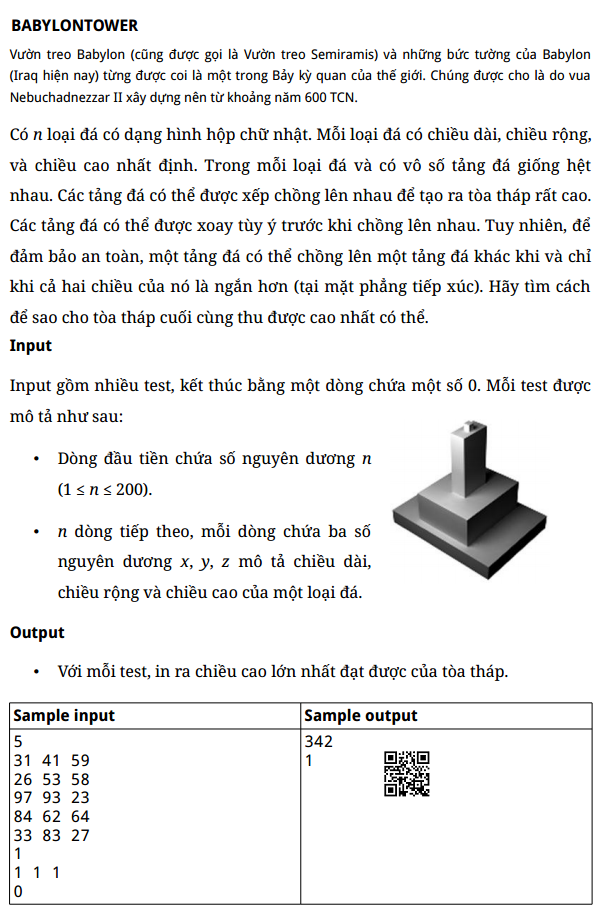 BABYLONTOWER
Vườn treo Babylon (cũng được gọi là Vườn treo Semiramis) và những bức tường của Babylon
(Iraq hiện nay) từng được coi là một trong Bảy kỳ quan của thế giới. Chúng được cho là do vua
Nebuchadnezzar II xây dựng nên từ khoảng năm 600 TCN.
Có n loại đá có dạng hình hộp chữ nhật. Mỗi loại đá có chiều dài, chiều rộng,
và chiều cao nhất định. Trong mỗi loại đá và có vô số tảng đá giống hệt
nhau. Các tảng đá có thể được xếp chồng lên nhau để tạo ra tòa tháp rất cao.
Các tảng đá có thể được xoay tùy ý trước khi chồng lên nhau. Tuy nhiên, để
đảm bảo an toàn, một tảng đá có thể chồng lên một tảng đá khác khi và chỉ
khi cả hai chiều của nó là ngắn hơn (tại mặt phẳng tiếp xúc). Hãy tìm cách
để sao cho tòa tháp cuối cùng thu được cao nhất có thể.
Input
Input gồm nhiều test, kết thúc bằng một dòng chứa một số 0. Mỗi test được
mô tả như sau:
• Dòng đầu tiền chứa số nguyên dương n
(1 ≤ n ≤ 200).
• n dòng tiếp theo, mỗi dòng chứa ba số
nguyên dương x, y, z mô tả chiều dài,
chiều rộng và chiều cao của một loại đá.
Output
• Với mỗi test, in ra chiều cao lớn nhất đạt được của tòa tháp.
Sample input Sample output
5 342
31 41 59 1
26 53 58
97 93 23
84 62 64
33 83 27
1
1 1 1
0